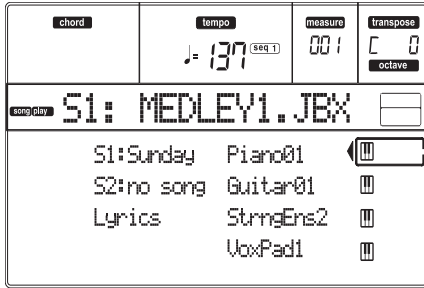 chord tempo measure transpose
♩= 137 seq 1 001 C 0
octave
song play S1: MEDLEY1.JBX
S1:Sunday Piano01
S2:no song Guitar01
Lyrics StrngEns2
VoxPad1